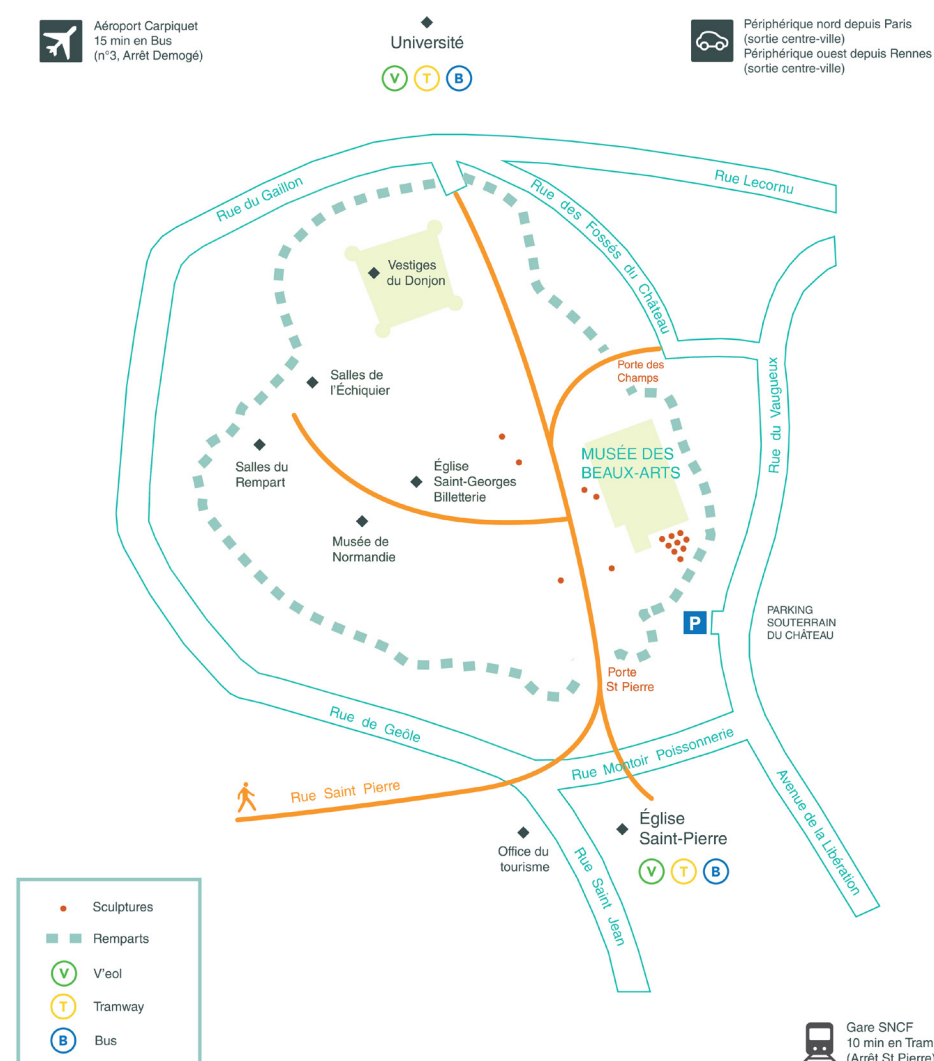 Aéroport Carpiquet
15 min en Bus
(n°3, Arrêt Demogé)
Université
V T B
Périphérique nord depuis Paris
(sortie centre-ville)
Périphérique ouest depuis Rennes
(sortie centre-ville)
Rue du Gaillon
Rue Lecornu
Rue des Fossés du Château
Vestiges
du Donjon
Salles de
l'Échiquier
Porte des
Champs
Rue du Vaugueux
Salles du
Rempart
Église
Saint-Georges
Billetterie
MUSÉE DES
BEAUX-ARTS
Musée de
Normandie
P
PARKING
SOUTERRAIN
DU CHÂTEAU
Porte
St Pierre
Rue de Geôle
Rue Montoir Poissonnerie
Rue Saint Pierre
Avenue de la Libération
Église
Saint-Pierre
V T B
Office du
tourisme
Rue Saint Jean
Sculptures
Remparts
V V'eol
T Tramway
B Bus
Gare SNCF
10 min en Tram
(Arrêt St Pierre)